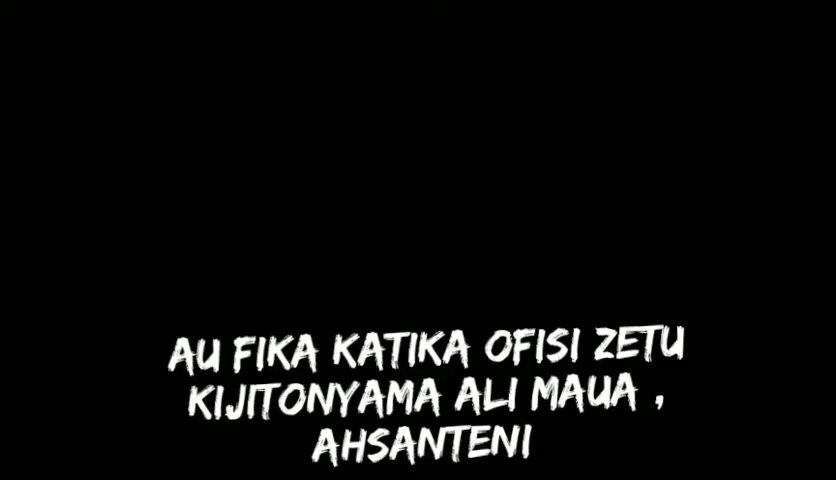 AU FIKA KATIKA OFISI ZETU
KIJITONYAMA ALI MAUA ,
AHSANTENI